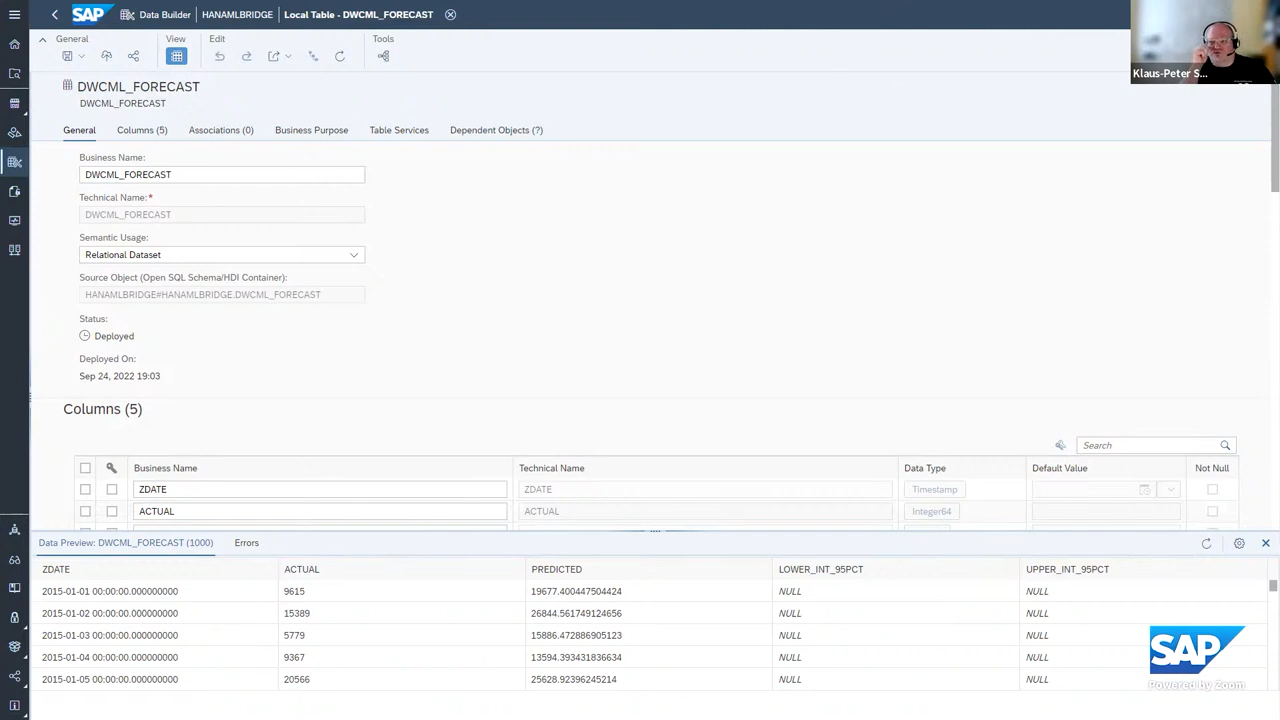 SAP Data Builder HANAMLBRIDGE Local Table - DWCML_FORECAST
General View Edit Tools
Klaus-Peter S...
DWCML_FORECAST
DWCML_FORECAST
General Columns (5) Associations (0) Business Purpose Table Services Dependent Objects (?)
Business Name:
DWCML_FORECAST
Technical Name:*
DWCML_FORECAST
Semantic Usage:
Relational Dataset
Source Object (Open SQL Schema/HDI Container):
HANAMLBRIDGE#HANAMLBRIDGE.DWCML_FORECAST
Status:
Deployed
Deployed On:
Sep 24, 2022 19:03
Columns (5)
Search
Business Name Technical Name Data Type Default Value Not Null
ZDATE ZDATE Timestamp
ACTUAL ACTUAL Integer64
Data Preview: DWCML_FORECAST (1000) Errors
ZDATE ACTUAL PREDICTED LOWER_INT_95PCT UPPER_INT_95PCT
2015-01-01 00:00:00.000000000 9615 19677.400447504424 NULL NULL
2015-01-02 00:00:00.000000000 15389 26844.561749124656 NULL NULL
2015-01-03 00:00:00.000000000 5779 15886.472886905123 NULL NULL
2015-01-04 00:00:00.000000000 9367 13594.393431836634 NULL NULL
2015-01-05 00:00:00.000000000 20566 25628.92396245214 NULL NULL
SAP
Powered by Zoom